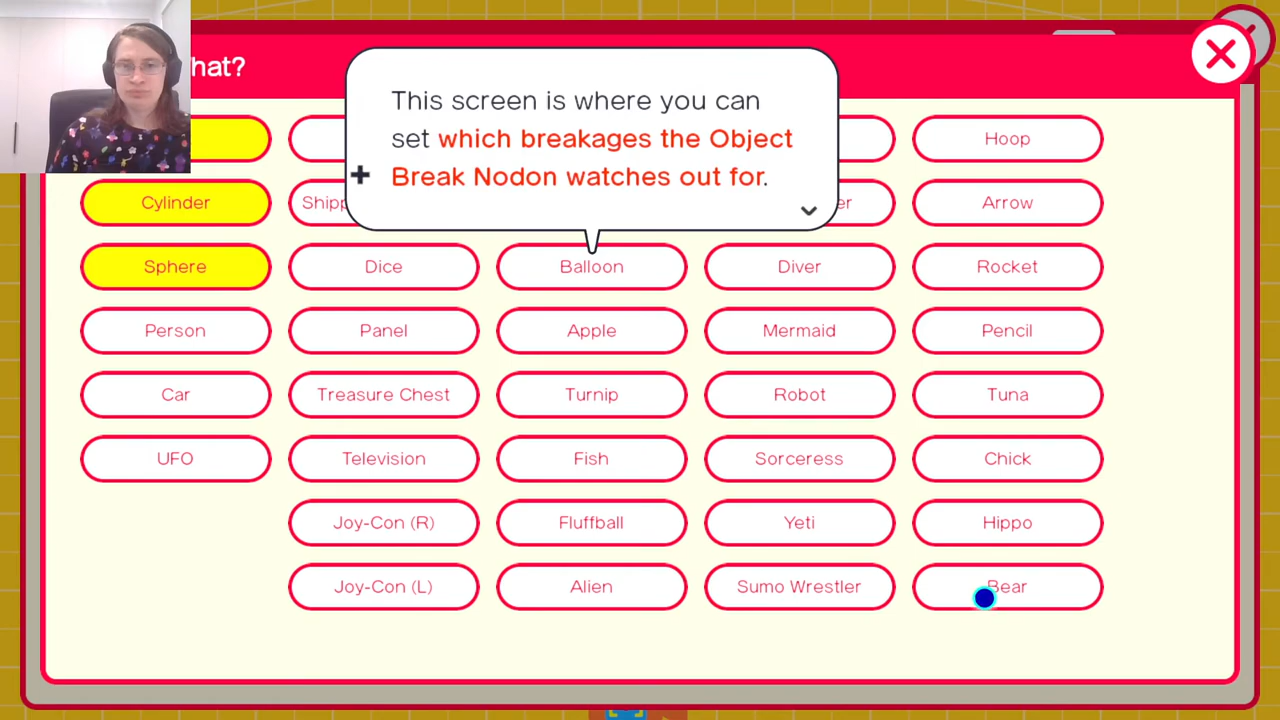 hat?
This screen is where you can
set which breakages the Object
Break Nodon watches out for.
Hoop
Cylinder
Shipp
er
Arrow
Sphere
Dice
Balloon
Diver
Rocket
Person
Panel
Apple
Mermaid
Pencil
Car
Treasure Chest
Turnip
Robot
Tuna
UFO
Television
Fish
Sorceress
Chick
Joy-Con (R)
Fluffball
Yeti
Hippo
Joy-Con (L)
Alien
Sumo Wrestler
Bear